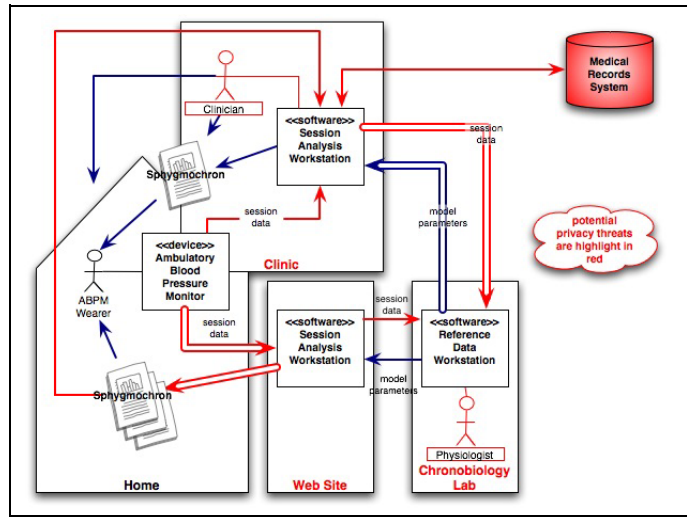 Medical
Records
System
Clinician
<<software>>
Session
Analysis
Workstation
session
data
Sphygmochron
session
data
model
parameters
potential
privacy threats
are highlight in
red
<<device>>
Ambulatory
Blood
Pressure
Monitor
Clinic
ABPM
Wearer
session
data
<<software>>
Session
Analysis
Workstation
session
data
<<software>>
Reference
Data
Workstation
model
parameters
Sphygmochron
Physiologist
Home
Web Site
Chronobiology
Lab